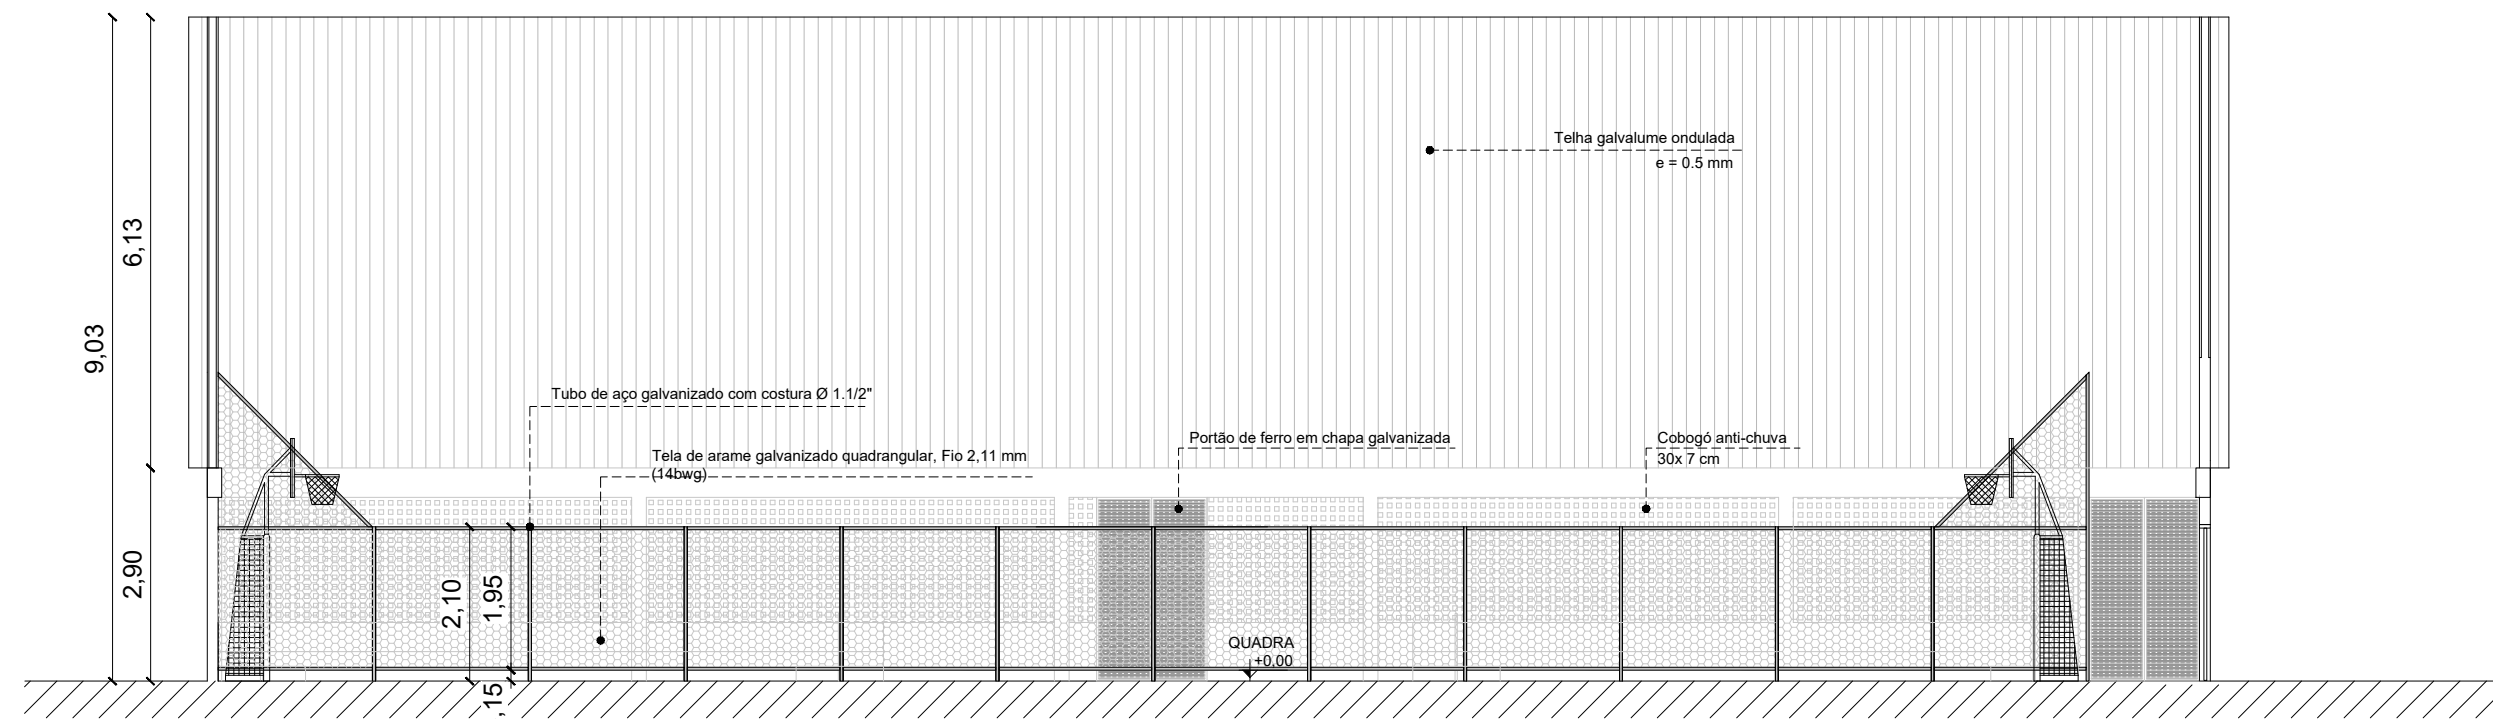 Telha galvalume ondulada
e = 0.5 mm
6,13
9,03
Tubo de aço galvanizado com costura Ø 1.1/2"
Portão de ferro em chapa galvanizada
Cobogó anti-chuva
30x 7 cm
Tela de arame galvanizado quadrangular, Fio 2,11 mm
(14bwg)
2,90
2,10
1,95
QUADRA
+0,00
,15